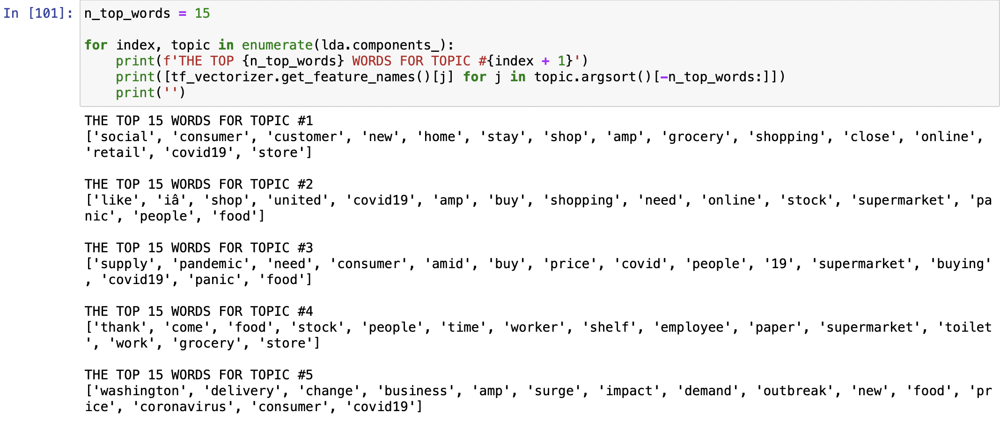 In [101]: n_top_words = 15
for index, topic in enumerate(lda.components_):
    print(f'THE TOP {n_top_words} WORDS FOR TOPIC #{index + 1}')
    print([tf_vectorizer.get_feature_names()[j] for j in topic.argsort()[-n_top_words:]])
    print('')
THE TOP 15 WORDS FOR TOPIC #1
['social', 'consumer', 'customer', 'new', 'home', 'stay', 'shop', 'amp', 'grocery', 'shopping', 'close', 'online',
'retail', 'covid19', 'store']
THE TOP 15 WORDS FOR TOPIC #2
['like', 'iâ', 'shop', 'united', 'covid19', 'amp', 'buy', 'shopping', 'need', 'online', 'stock', 'supermarket', 'pa
nic', 'people', 'food']
THE TOP 15 WORDS FOR TOPIC #3
['supply', 'pandemic', 'need', 'consumer', 'amid', 'buy', 'price', 'covid', 'people', '19', 'supermarket', 'buying'
, 'covid19', 'panic', 'food']
THE TOP 15 WORDS FOR TOPIC #4
['thank', 'come', 'food', 'stock', 'people', 'time', 'worker', 'shelf', 'employee', 'paper', 'supermarket', 'toilet
', 'work', 'grocery', 'store']
THE TOP 15 WORDS FOR TOPIC #5
['washington', 'delivery', 'change', 'business', 'amp', 'surge', 'impact', 'demand', 'outbreak', 'new', 'food', 'pr
ice', 'coronavirus', 'consumer', 'covid19']